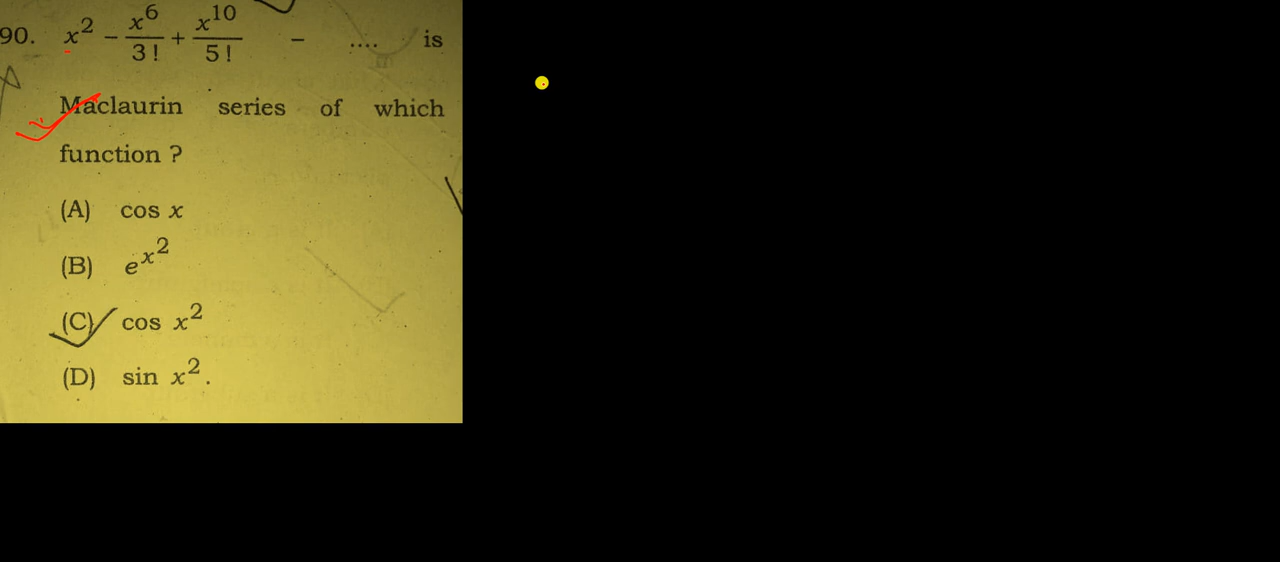 90. x² - x⁶/3! + x¹⁰/5! - .... is
Maclaurin series of which
function ?
(A) cos x
(B) e^x²
(C) cos x²
(D) sin x².